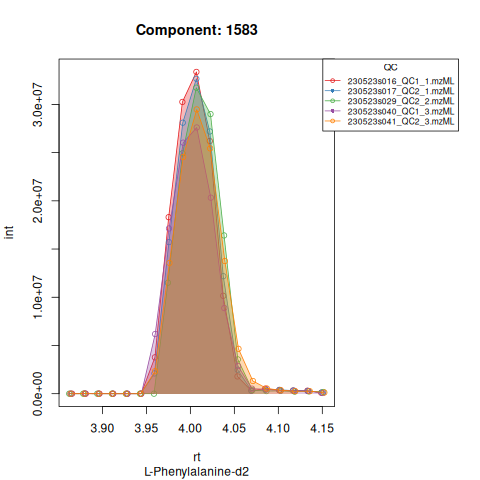 Component: 1583
QC
230523s016_QC1_1.mzML
230523s017_QC2_1.mzML
230523s029_QC2_2.mzML
230523s040_QC1_3.mzML
230523s041_QC2_3.mzML
int
3.0e+07
2.0e+07
1.0e+07
0.0e+00
3.90 3.95 4.00 4.05 4.10 4.15
rt
L-Phenylalanine-d2